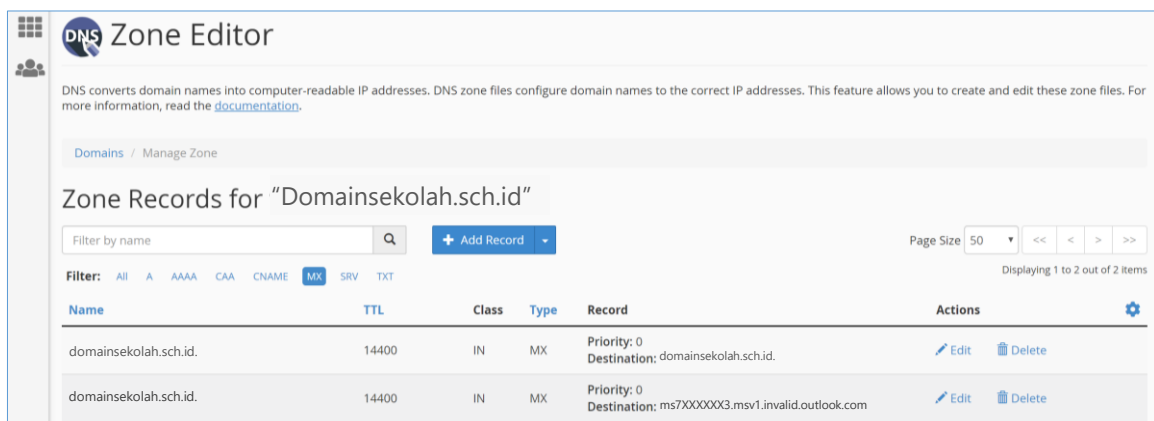 DNS Zone Editor
DNS converts domain names into computer-readable IP addresses. DNS zone files configure domain names to the correct IP addresses. This feature allows you to create and edit these zone files. For
more information, read the documentation.
Domains / Manage Zone
Zone Records for "Domainsekolah.sch.id"
Filter by name + Add Record Page Size 50 << < > >>
Filter: All A AAAA CAA CNAME MX SRV TXT Displaying 1 to 2 out of 2 items
Name TTL Class Type Record Actions
domainsekolah.sch.id. 14400 IN MX Priority: 0 Edit Delete
Destination: domainsekolah.sch.id.
domainsekolah.sch.id. 14400 IN MX Priority: 0 Edit Delete
Destination: ms7XXXXXX3.msv1.invalid.outlook.com